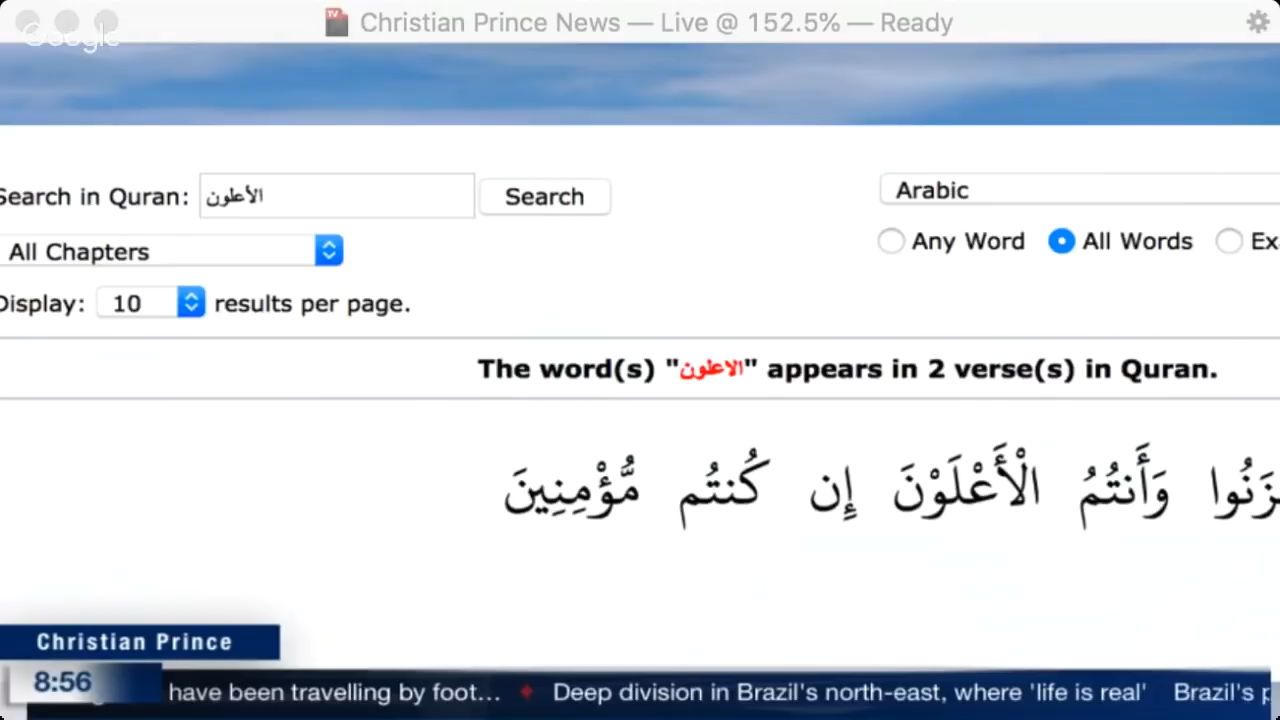 Christian Prince News — Live @ 152.5% — Ready
Google
Search in Quran: الأعلون Search
Arabic
All Chapters
Any Word All Words
Display: 10 results per page.
The word(s) "الاعلون" appears in 2 verse(s) in Quran.
وَأَنتُمُ الْأَعْلَوْنَ إِن كُنتُم مُّؤْمِنِينَ
Christian Prince
8:56
have been travelling by foot... Deep division in Brazil's north-east, where 'life is real' Brazil's